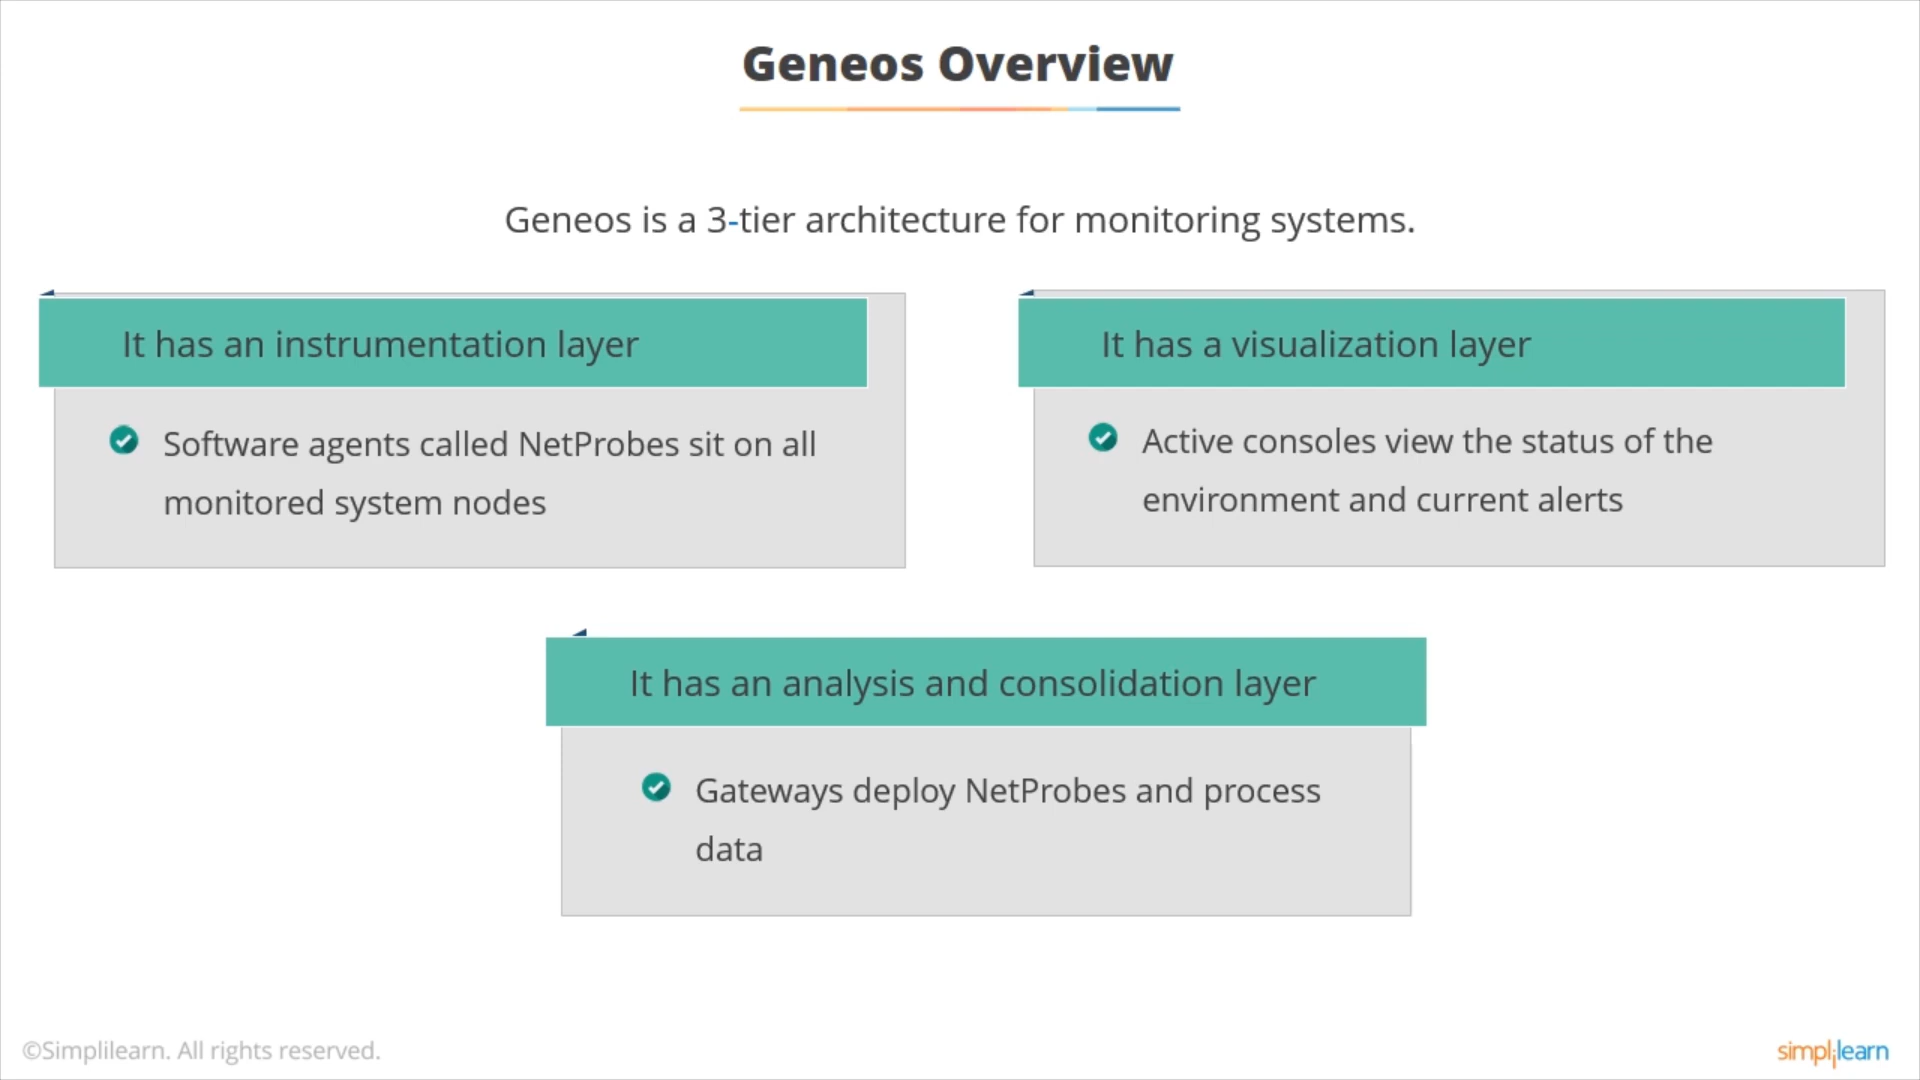 Geneos Overview
Geneos is a 3-tier architecture for monitoring systems.
It has an instrumentation layer
Software agents called NetProbes sit on all
monitored system nodes
It has a visualization layer
Active consoles view the status of the
environment and current alerts
It has an analysis and consolidation layer
Gateways deploy NetProbes and process
data
©Simplilearn. All rights reserved.
simplilearn